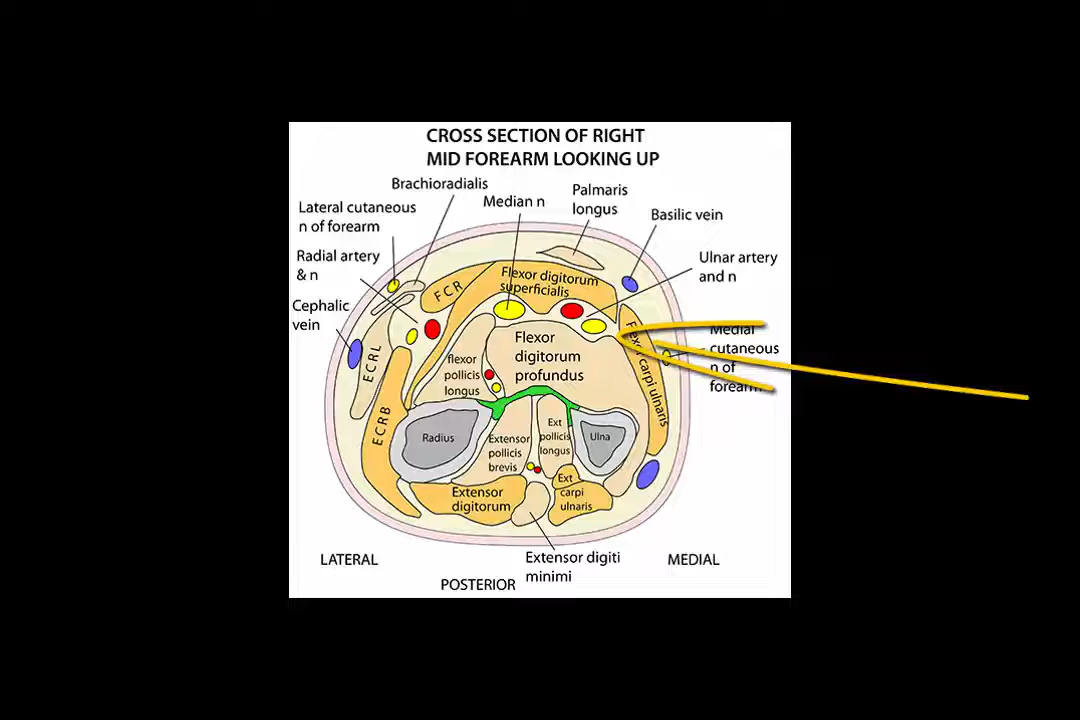 CROSS SECTION OF RIGHT
MID FOREARM LOOKING UP
Brachioradialis
Palmaris
longus
Median n
Lateral cutaneous
n of forearm
Basilic vein
Radial artery
& n
Ulnar artery
and n
Cephalic
vein
FCR
Flexor digitorum
superficialis
Medial
cutaneous
n of
forearm
Flexor carpi ulnaris
Flexor
digitorum
profundus
flexor
pollicis
longus
ECRL
ECRB
Radius
Extensor
pollicis
brevis
Ext
pollicis
longus
Ulna
Extensor
digitorum
Ext
carpi
ulnaris
Extensor digiti
minimi
LATERAL
POSTERIOR
MEDIAL